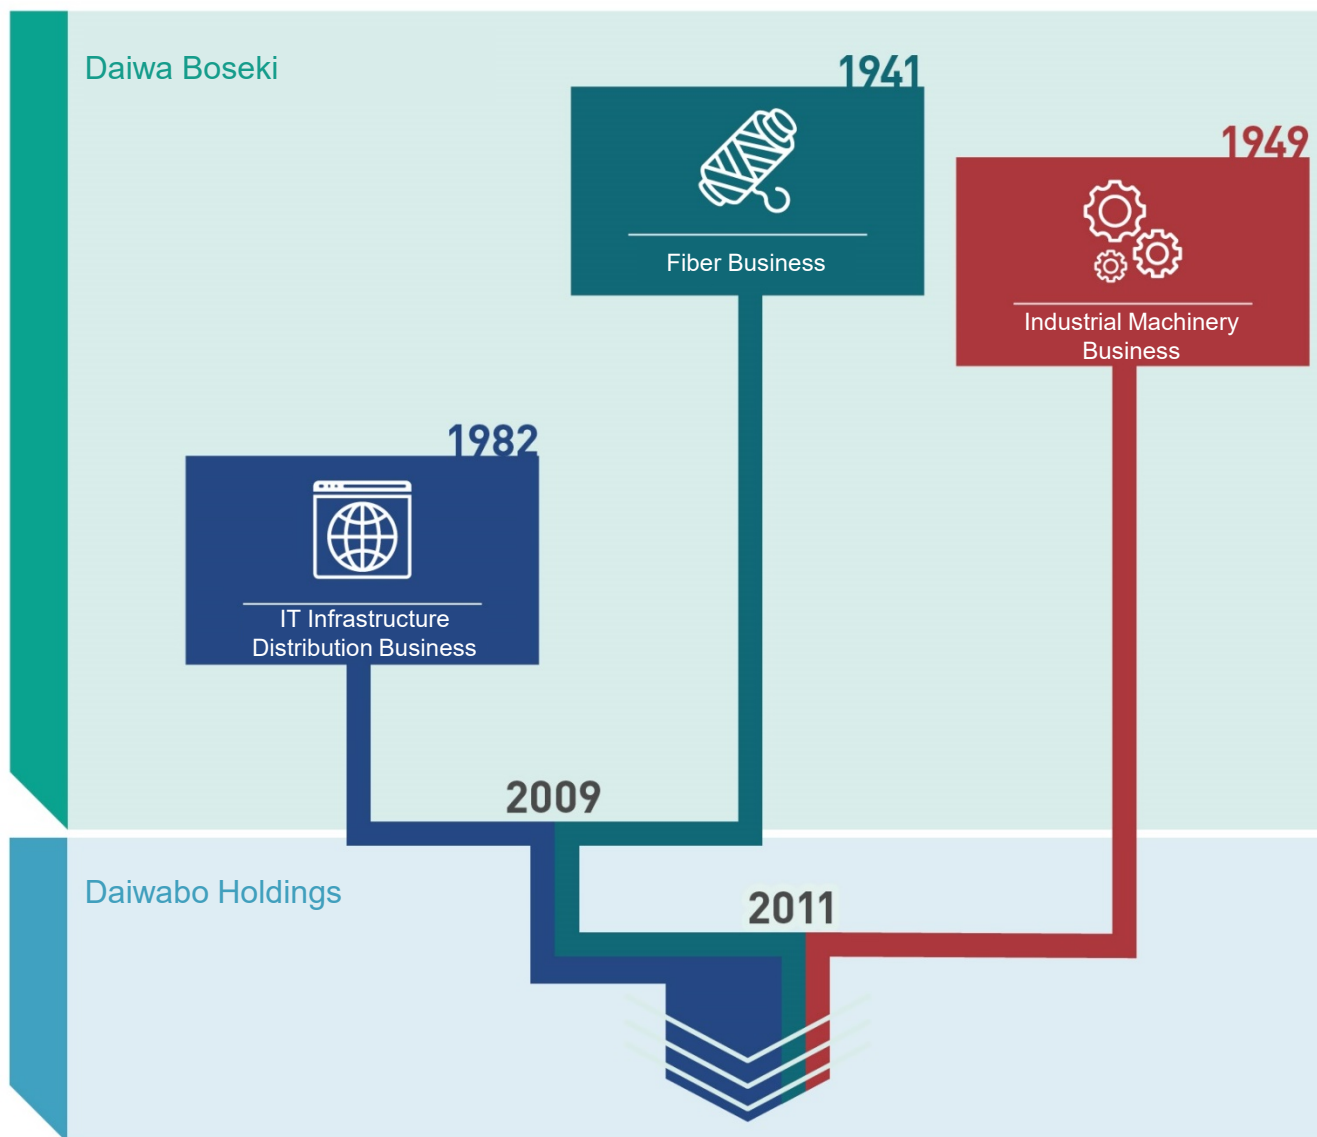 Daiwa Boseki
1941
Fiber Business
1949
Industrial Machinery
Business
1982
IT Infrastructure
Distribution Business
2009
Daiwabo Holdings
2011